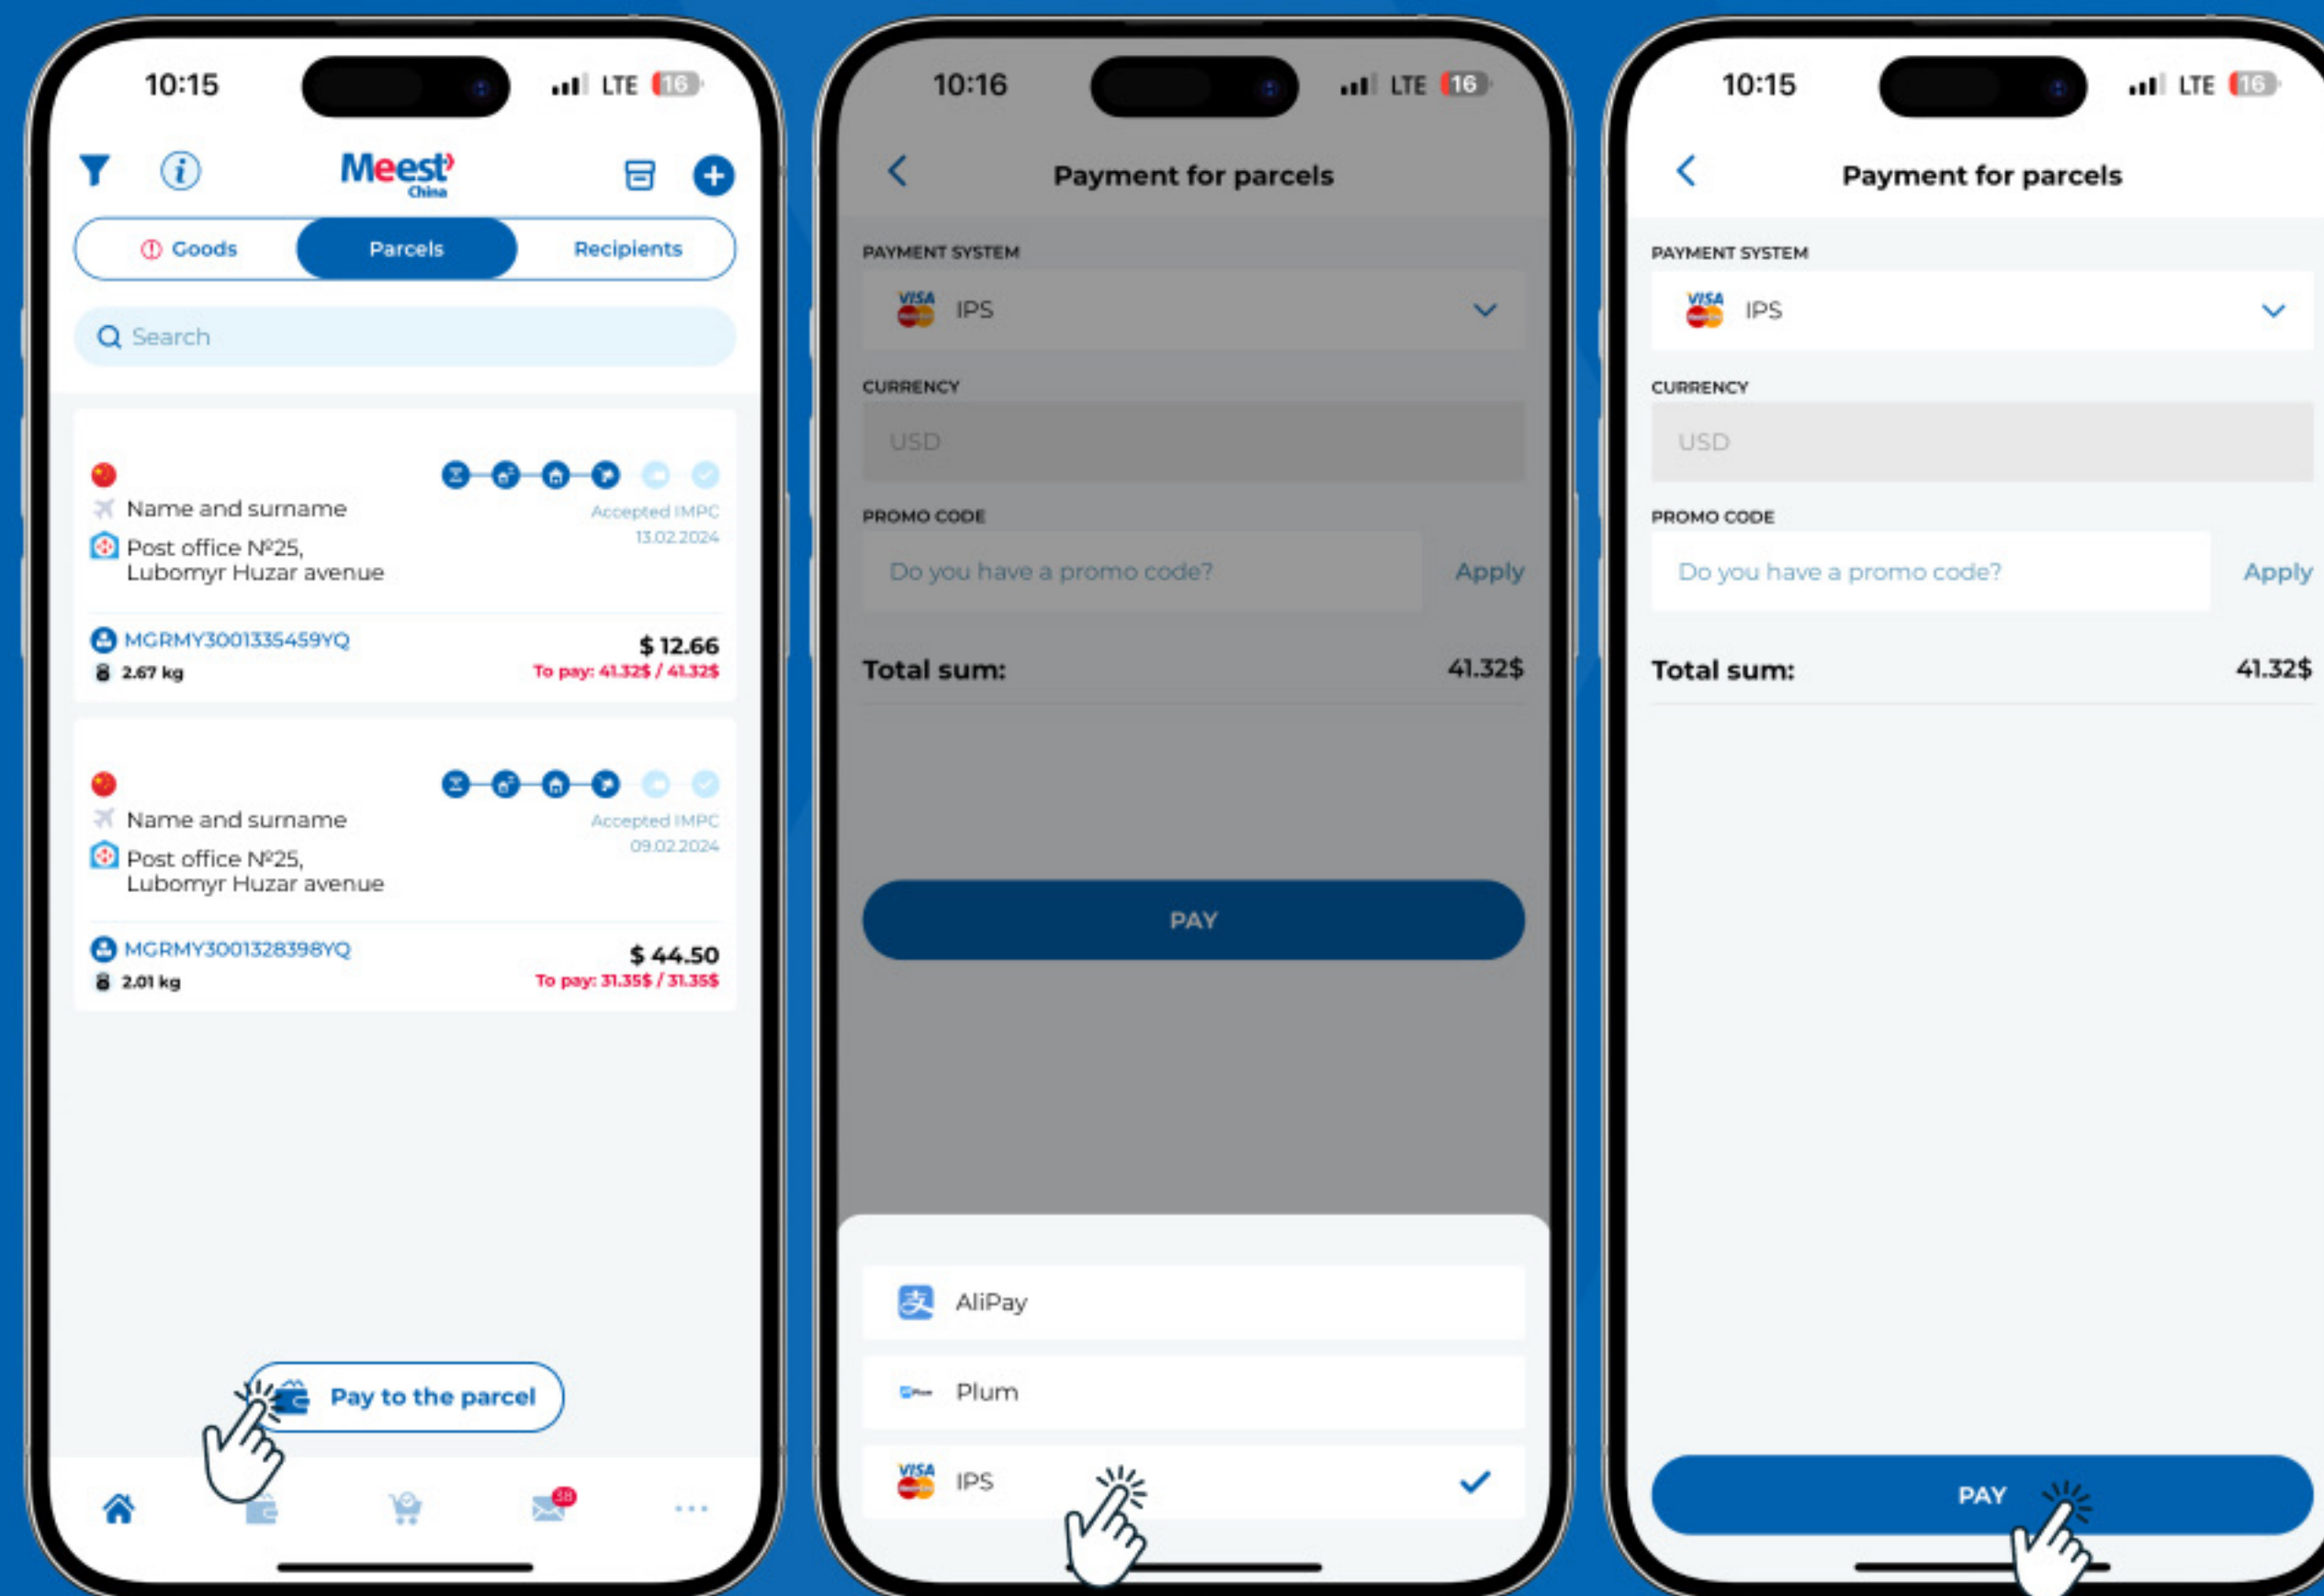 10:15
LTE 16
Meest
China
Goods
Parcels
Recipients
Search
Name and surname
Accepted IMPC
13.02.2024
Post office №25,
Lubomyr Huzar avenue
MGRMY3001335459YQ
$ 12.66
2.67 kg
To pay: 41.32$ / 41.32$
Name and surname
Accepted IMPC
09.02.2024
Post office №25,
Lubomyr Huzar avenue
MGRMY3001328398YQ
$ 44.50
2.01 kg
To pay: 31.35$ / 31.35$
Pay to the parcel
38
10:16
LTE 16
Payment for parcels
PAYMENT SYSTEM
VISA
IPS
CURRENCY
USD
PROMO CODE
Do you have a promo code?
Apply
Total sum:
41.32$
PAY
支
AliPay
Plum
Plum
VISA
IPS
10:15
LTE 16
Payment for parcels
PAYMENT SYSTEM
VISA
IPS
CURRENCY
USD
PROMO CODE
Do you have a promo code?
Apply
Total sum:
41.32$
PAY